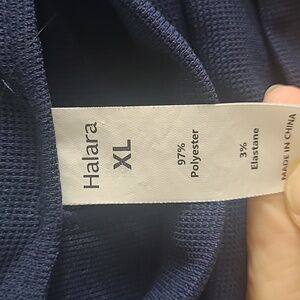 Halara
XL
97%
Polyester
3%
Elastane
MADE IN CHINA